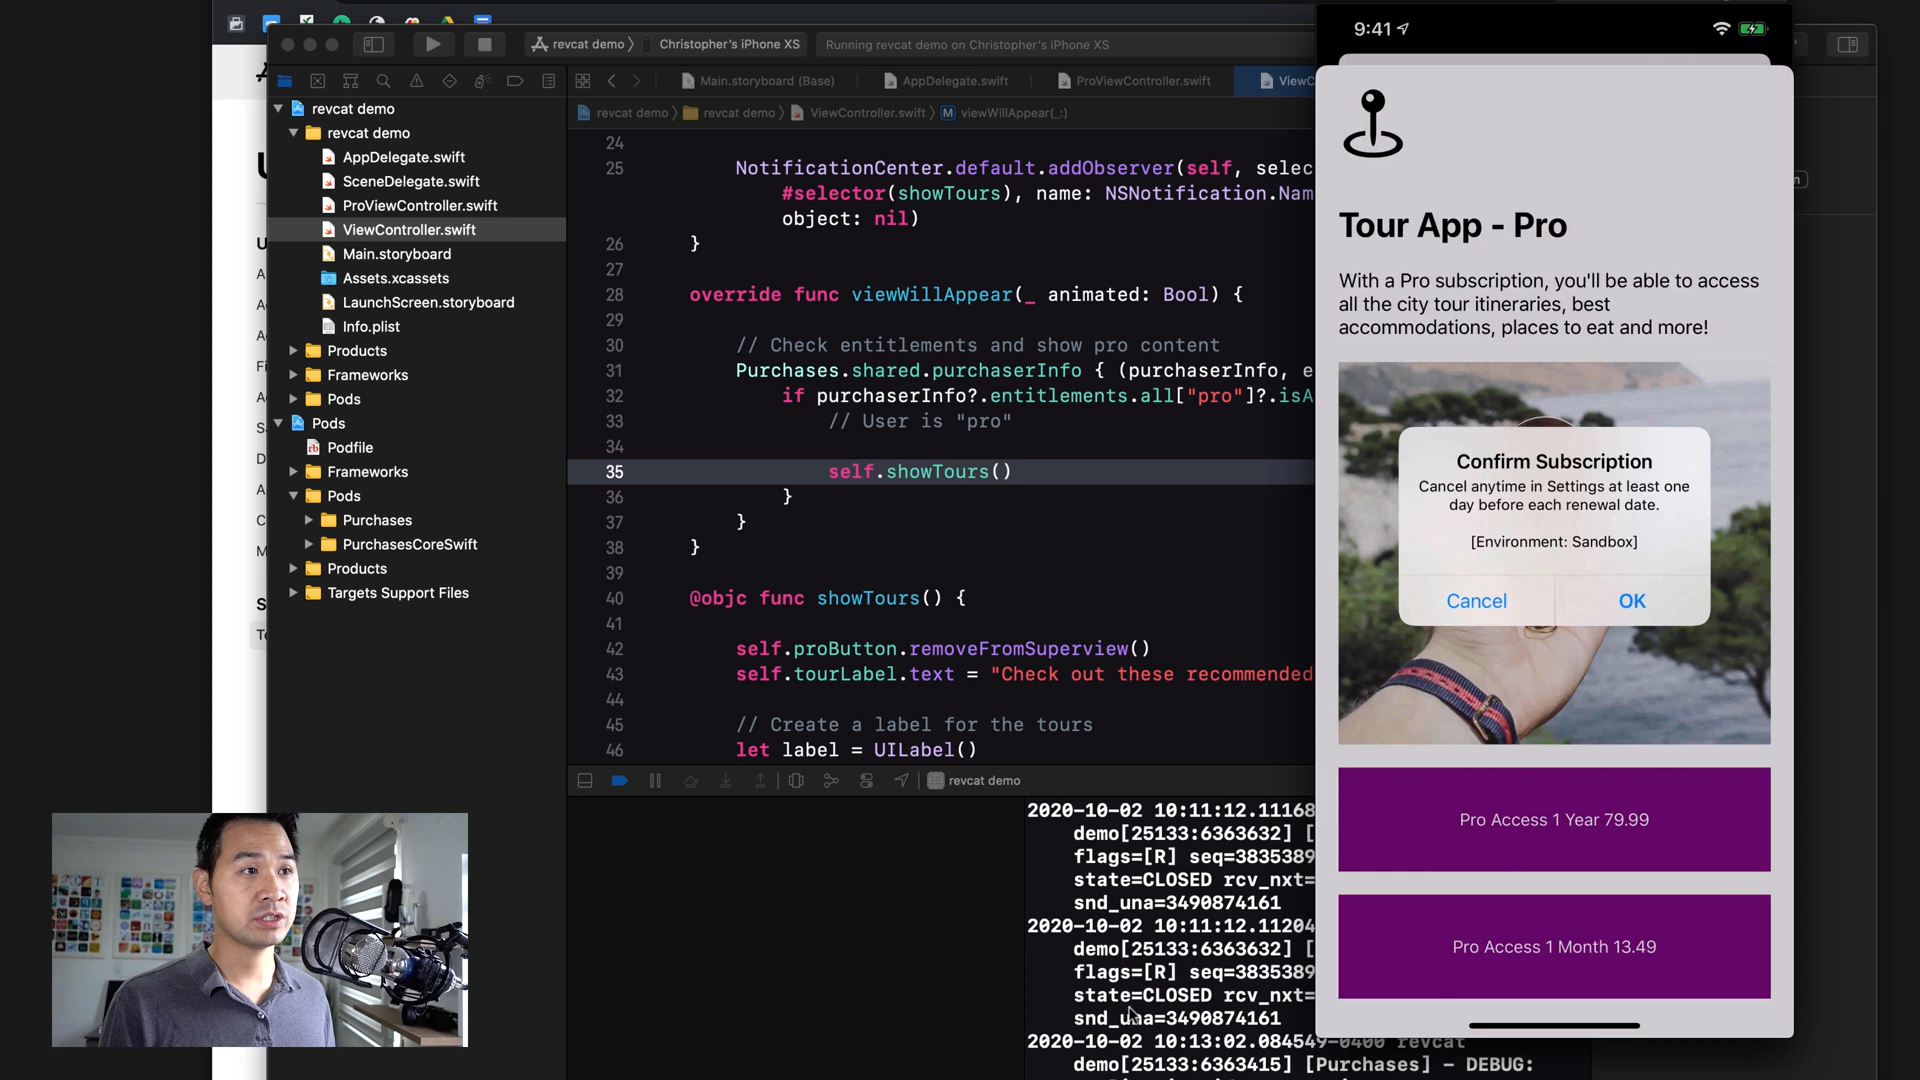 revcat demo
Christopher's iPhone XS
Running revcat demo on Christopher's iPhone XS
Main.storyboard (Base)
AppDelegate.swift
ProViewController.swift
ViewC
revcat demo
revcat demo
ViewController.swift
M
viewWillAppear(_:)
revcat demo
revcat demo
AppDelegate.swift
SceneDelegate.swift
ProViewController.swift
ViewController.swift
Main.storyboard
Assets.xcassets
LaunchScreen.storyboard
Info.plist
Products
Frameworks
Pods
Pods
Podfile
Frameworks
Pods
Purchases
PurchasesCoreSwift
Products
Targets Support Files
24
25 NotificationCenter.default.addObserver(self, selec
#selector(showTours), name: NSNotification.Nam
object: nil)
26 }
27
28 override func viewWillAppear(_ animated: Bool) {
29
30 // Check entitlements and show pro content
31 Purchases.shared.purchaserInfo { (purchaserInfo, e
32 if purchaserInfo?.entitlements.all["pro"]?.isA
33 // User is "pro"
34
35 self.showTours()
36 }
37 }
38 }
39
40 @objc func showTours() {
41
42 self.proButton.removeFromSuperview()
43 self.tourLabel.text = "Check out these recommended
44
45 // Create a label for the tours
46 let label = UILabel()
revcat demo
2020-10-02 10:11:12.11168
demo[25133:6363632] [
flags=[R] seq=3835389
state=CLOSED rcv_nxt=
snd_una=3490874161
2020-10-02 10:11:12.11204
demo[25133:6363632] [
flags=[R] seq=3835389
state=CLOSED rcv_nxt=
snd_una=3490874161
2020-10-02 10:13:02.084549-0400 revcat
demo[25133:6363415] [Purchases] - DEBUG:
9:41
Tour App - Pro
With a Pro subscription, you'll be able to access
all the city tour itineraries, best
accommodations, places to eat and more!
Confirm Subscription
Cancel anytime in Settings at least one
day before each renewal date.
[Environment: Sandbox]
Cancel
OK
Pro Access 1 Year 79.99
Pro Access 1 Month 13.49